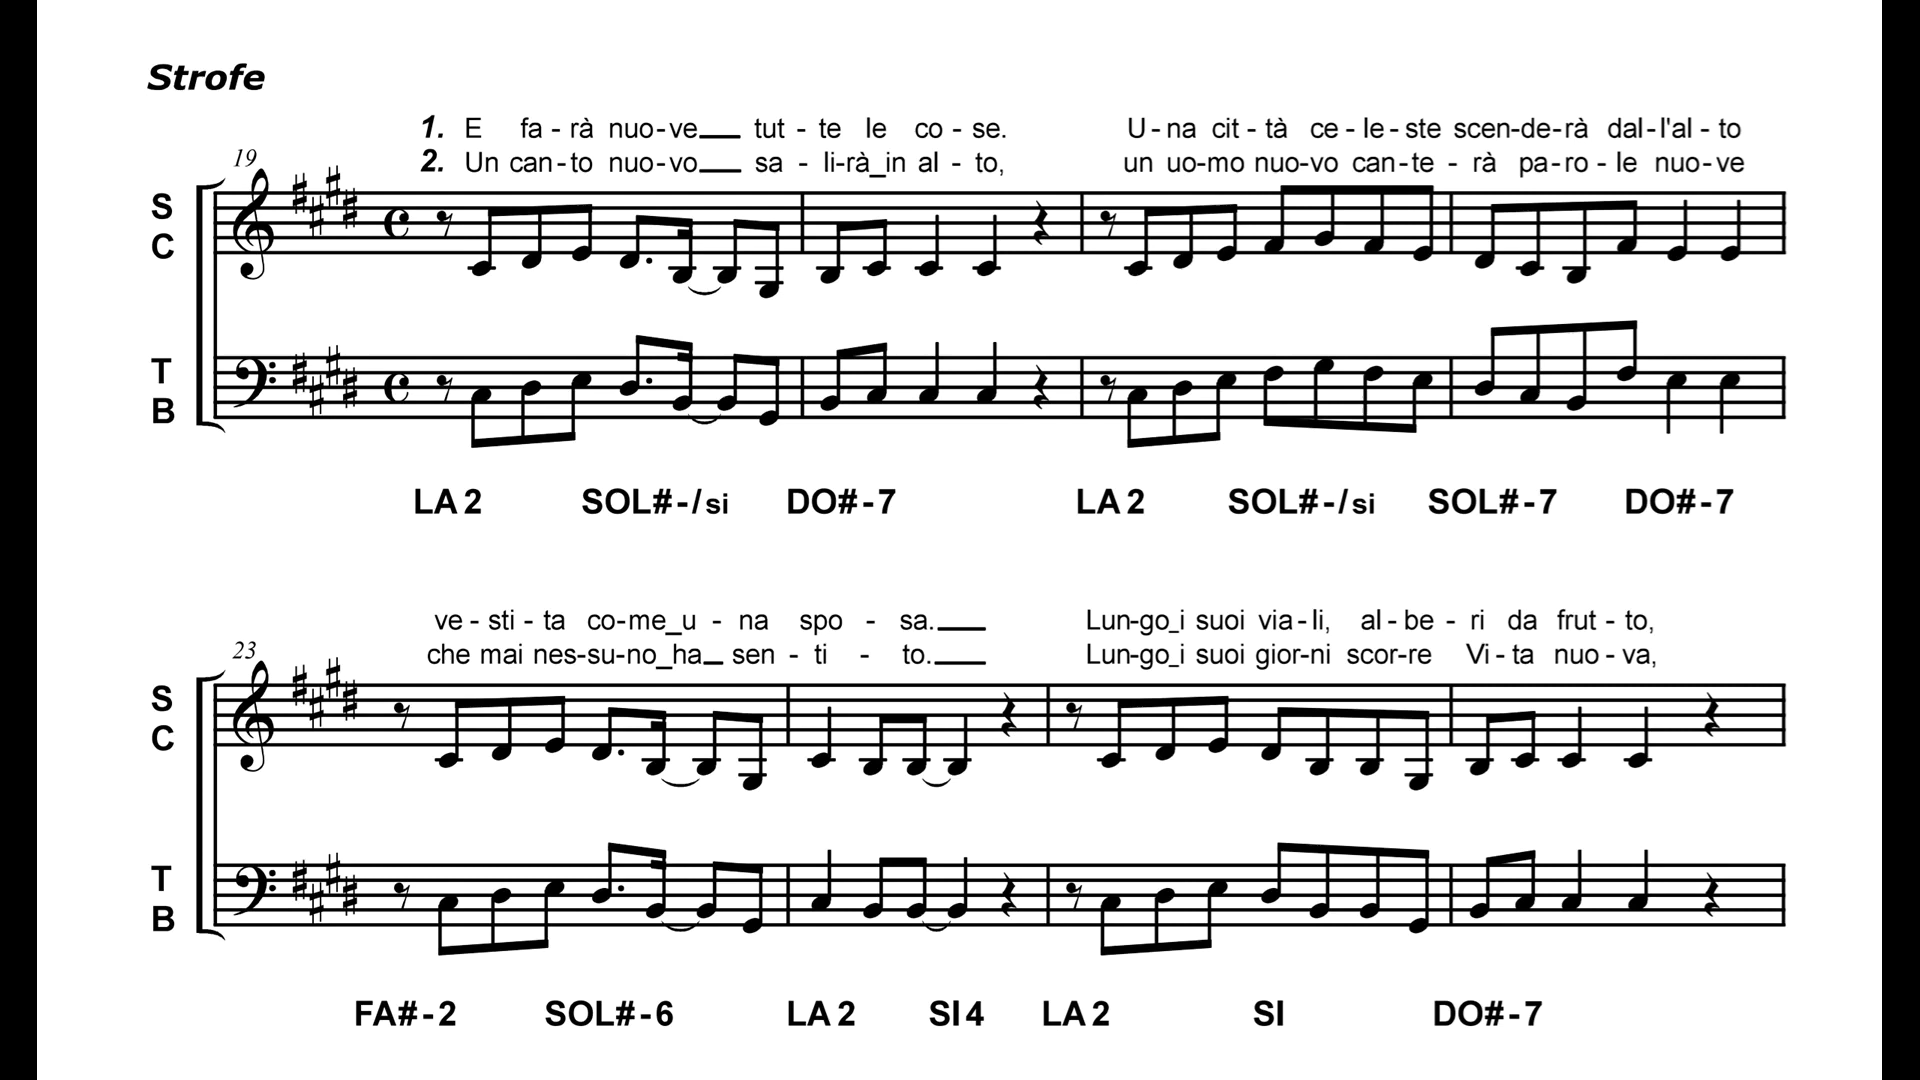 Strofe
1. E fa - rà nuo-ve___ tut - te le co - se. U - na cit - tà ce - le - ste scen-de-rà dal-l'al-to
2. Un can-to nuo-vo___ sa - li-rà_in al - to, un uo-mo nuo-vo can-te - rà pa-ro - le nuo-ve
19
S
C
T
B
LA 2 SOL#-/si DO#-7 LA 2 SOL#-/si SOL#-7 DO#-7
ve - sti - ta co-me_u - na spo - sa.___ Lun-go_i suoi via-li, al-be - ri da frut - to,
che mai nes-su-no_ha_ sen - ti - to.___ Lun-go_i suoi gior-ni scor-re Vi-ta nuo-va,
23
S
C
T
B
FA#-2 SOL#-6 LA 2 SI 4 LA 2 SI DO#-7